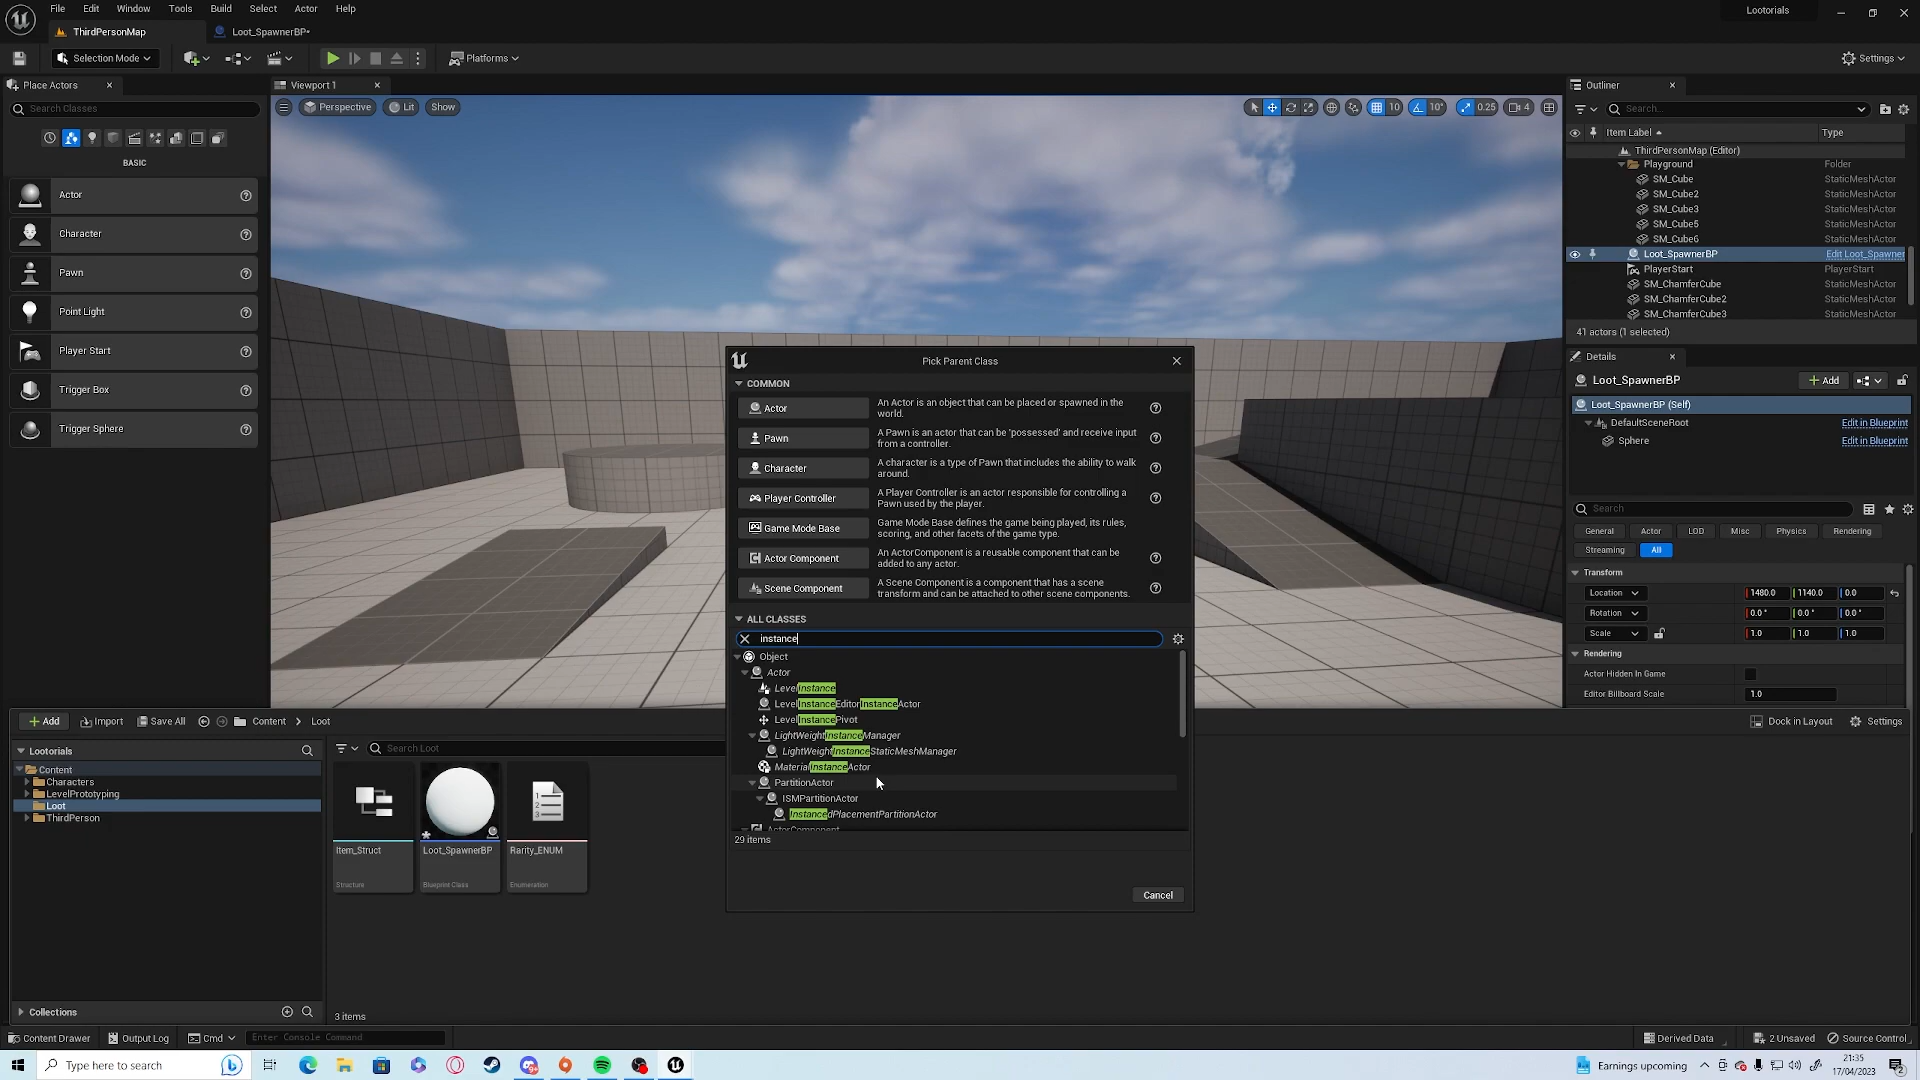 File Edit Window Tools Build Select Actor Help
Lootorials
ThirdPersonMap
Loot_SpawnerBP*
Selection Mode
Platforms
Settings
Place Actors
Search Classes
BASIC
Actor
Character
Pawn
Point Light
Player Start
Trigger Box
Trigger Sphere
Viewport 1
Perspective
Lit
Show
10
10°
0.25
4
Outliner
Search...
Item Label
Type
ThirdPersonMap (Editor)
Playground Folder
SM_Cube StaticMeshActor
SM_Cube2 StaticMeshActor
SM_Cube3 StaticMeshActor
SM_Cube5 StaticMeshActor
SM_Cube6 StaticMeshActor
Loot_SpawnerBP Edit Loot_Spawner
PlayerStart PlayerStart
SM_ChamferCube StaticMeshActor
SM_ChamferCube2 StaticMeshActor
SM_ChamferCube3 StaticMeshActor
41 actors (1 selected)
Details
Loot_SpawnerBP
Add
Loot_SpawnerBP (Self)
DefaultSceneRoot Edit in Blueprint
Sphere Edit in Blueprint
Search
General Actor LOD Misc Physics Rendering
Streaming All
Transform
Location 1480.0 1140.0 0.0
Rotation 0.0° 0.0° 0.0°
Scale 1.0 1.0 1.0
Rendering
Actor Hidden In Game
Editor Billboard Scale 1.0
Pick Parent Class
COMMON
Actor
An Actor is an object that can be placed or spawned in the
world.
Pawn
A Pawn is an actor that can be 'possessed' and receive input
from a controller.
Character
A character is a type of Pawn that includes the ability to walk
around.
Player Controller
A Player Controller is an actor responsible for controlling a
Pawn used by the player.
Game Mode Base
Game Mode Base defines the game being played, its rules,
scoring, and other facets of the game type.
Actor Component
An ActorComponent is a reusable component that can be
added to any actor.
Scene Component
A Scene Component is a component that has a scene
transform and can be attached to other scene components.
ALL CLASSES
instance
Object
Actor
LevelInstance
LevelInstanceEditorInstanceActor
LevelInstancePivot
LightWeightInstanceManager
LightWeightInstanceStaticMeshManager
MaterialInstanceActor
PartitionActor
ISMPartitionActor
InstancedPlacementPartitionActor
ActorComponent
29 items
Cancel
Add
Import
Save All
Content
Loot
Dock in Layout
Settings
Lootorials
Content
Characters
LevelPrototyping
Loot
ThirdPerson
Collections
Search Loot
Item_Struct
Structure
Loot_SpawnerBP
Blueprint Class
Rarity_ENUM
Enumeration
3 items
Content Drawer
Output Log
Cmd
Enter Console Command
Derived Data
2 Unsaved
Source Control
Type here to search
Earnings upcoming
21:35
17/04/2023
2